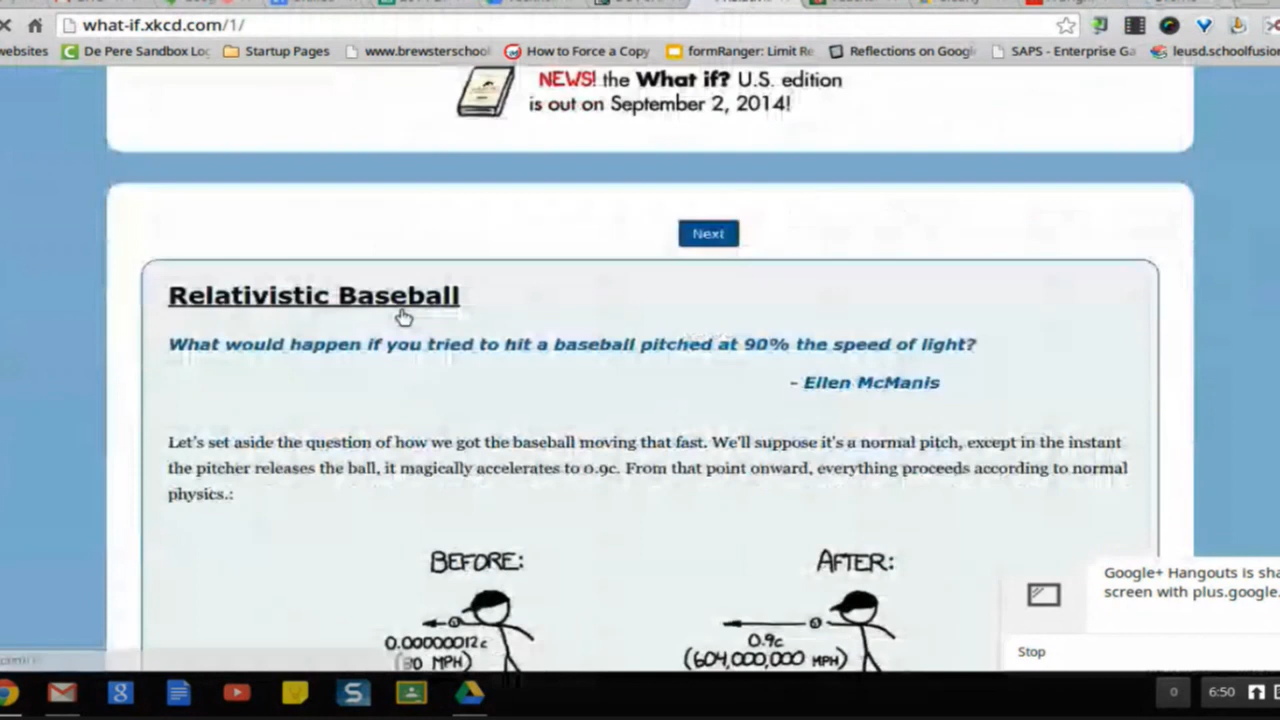 what-if.xkcd.com/1/
websites De Pere Sandbox Log Startup Pages www.brewsterschool How to Force a Copy formRanger: Limit Re Reflections on Googl SAPS - Enterprise Ga leusd.schoolfusion
NEWS! the What if? U.S. edition
is out on September 2, 2014!
Next
Relativistic Baseball
What would happen if you tried to hit a baseball pitched at 90% the speed of light?
- Ellen McManis
Let's set aside the question of how we got the baseball moving that fast. We'll suppose it's a normal pitch, except in the instant
the pitcher releases the ball, it magically accelerates to 0.9c. From that point onward, everything proceeds according to normal
physics.:
BEFORE: AFTER:
0.00000012c 0.9c
(80 MPH) (604,000,000 MPH)
Google+ Hangouts is sha
screen with plus.google.
Stop
0 6:50